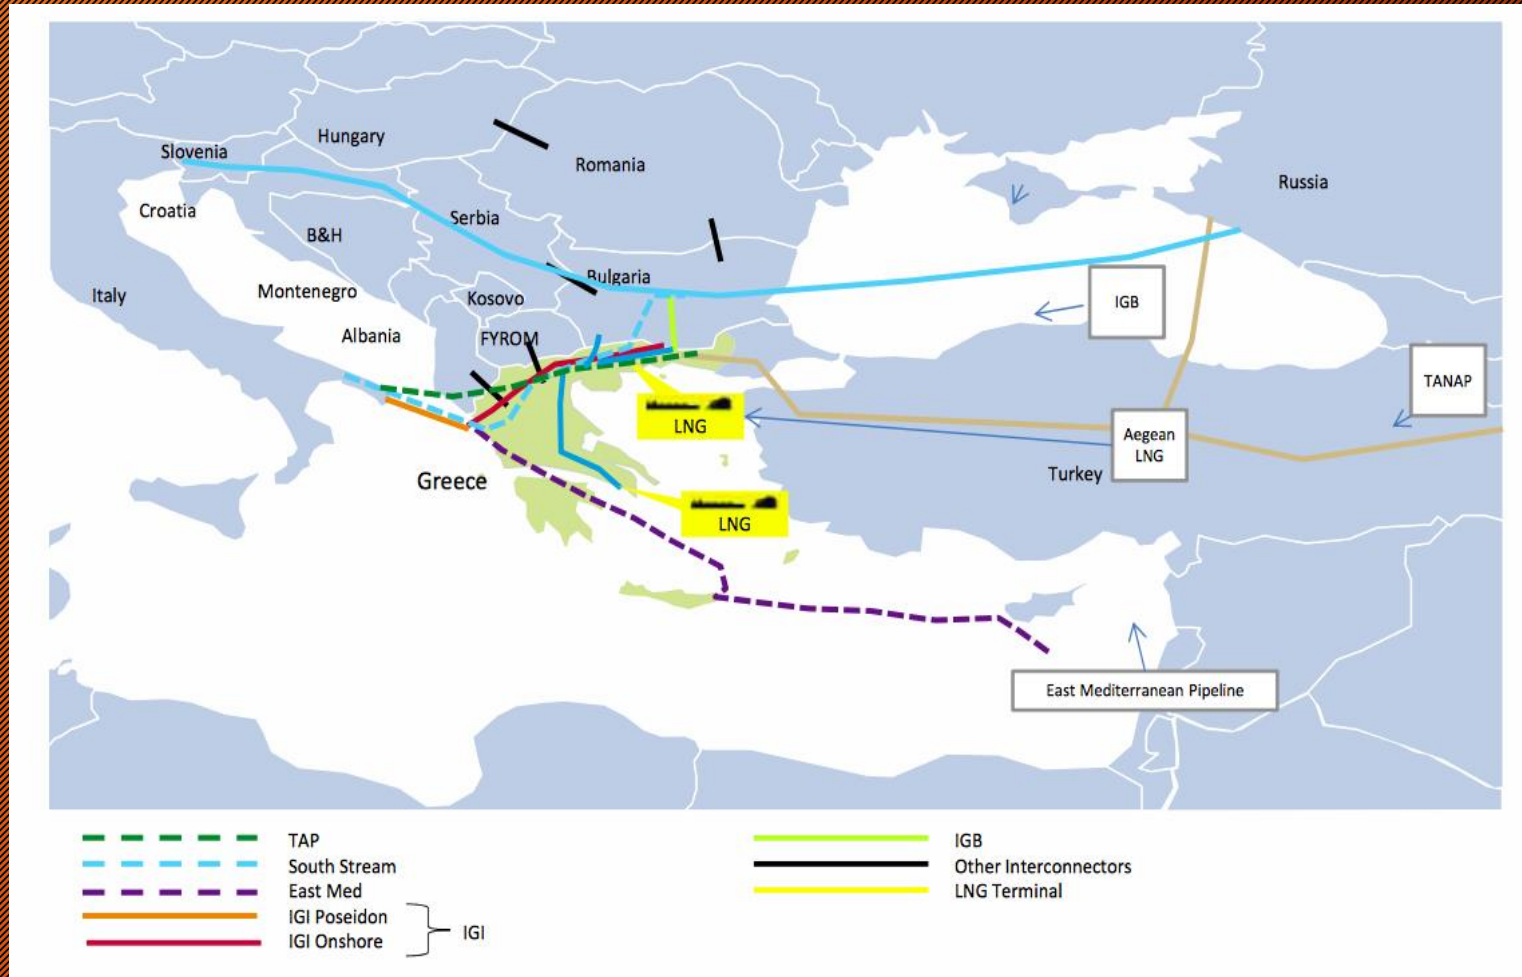 Hungary
Slovenia
Romania
Russia
Croatia
Serbia
B&H
Bulgaria
Montenegro
Kosovo
Italy
IGB
Albania
FYROM
TANAP
LNG
Aegean
LNG
Turkey
Greece
LNG
East Mediterranean Pipeline
TAP
South Stream
East Med
IGI Poseidon
IGI Onshore
IGI
IGB
Other Interconnectors
LNG Terminal